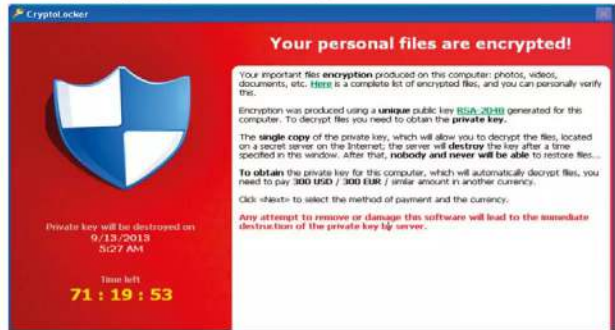 CryptoLocker
Your personal files are encrypted!
Your important files encryption produced on this computer: photos, videos,
documents, etc. Here is a complete list of encrypted files, and you can personally verify
this.
Encryption was produced using a unique public key RSA-2048 generated for this
computer. To decrypt files you need to obtain the private key.
The single copy of the private key, which will allow you to decrypt the files, located
on a secret server on the Internet; the server will destroy the key after a time
specified in this window. After that, nobody and never will be able to restore files...
To obtain the private key for this computer, which will automatically decrypt files, you
need to pay 300 USD / 300 EUR / similar amount in another currency.
Click «Next» to select the method of payment and the currency.
Any attempt to remove or damage this software will lead to the immediate
destruction of the private key by server.
Private key will be destroyed on
9/13/2013
5:27 AM
Time left
71 : 19 : 53